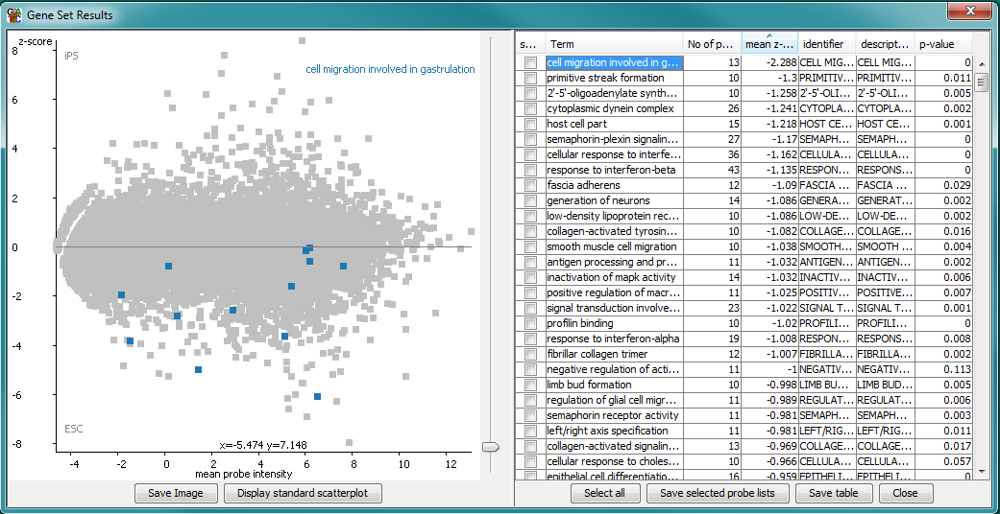 Gene Set Results
z-score
8
6
4
2
0
-2
-4
-6
-8
iPS
cell migration involved in gastrulation
ESC
x=-5.474 y=7.148
-4 -2 0 2 4 6 8 10 12
mean probe intensity
Save Image Display standard scatterplot
s... Term No of p... mean z-... identifier descript... p-value
cell migration involved in g... 13 -2.288 CELL MIG... CELL MIG... 0
primitive streak formation 10 -1.3 PRIMITIV... PRIMITIV... 0.011
2'-5'-oligoadenylate synth... 10 -1.258 2'-5'-OLI... 2'-5'-OLI... 0.005
cytoplasmic dynein complex 26 -1.241 CYTOPLA... CYTOPLA... 0.002
host cell part 15 -1.218 HOST CE... HOST CE... 0.001
semaphorin-plexin signalin... 27 -1.17 SEMAPH... SEMAPH... 0
cellular response to interfe... 36 -1.162 CELLULA... CELLULA... 0
response to interferon-beta 43 -1.135 RESPON... RESPONS... 0
fascia adherens 12 -1.09 FASCIA ... FASCIA ... 0.029
generation of neurons 14 -1.086 GENERA... GENERAT... 0.002
low-density lipoprotein rec... 10 -1.086 LOW-DE... LOW-DE... 0.002
collagen-activated tyrosin... 10 -1.082 COLLAGE... COLLAGE... 0.016
smooth muscle cell migration 10 -1.038 SMOOTH... SMOOTH ... 0.004
antigen processing and pr... 11 -1.032 ANTIGEN... ANTIGEN... 0.002
inactivation of mapk activity 14 -1.032 INACTIV... INACTIV... 0.006
positive regulation of macr... 11 -1.025 POSITIV... POSITIVE... 0.007
signal transduction involve... 23 -1.022 SIGNAL T... SIGNAL T... 0.001
profilin binding 10 -1.02 PROFILI... PROFILI... 0
response to interferon-alpha 19 -1.008 RESPON... RESPONS... 0.008
fibrillar collagen trimer 12 -1.007 FIBRILLA... FIBRILLA... 0.002
negative regulation of acti... 11 -1 NEGATIV... NEGATIV... 0.113
limb bud formation 10 -0.998 LIMB BU... LIMB BUD... 0.005
regulation of glial cell migr... 11 -0.989 REGULAT... REGULAT... 0.006
semaphorin receptor activity 11 -0.981 SEMAPH... SEMAPH... 0.003
left/right axis specification 11 -0.981 LEFT/RIG... LEFT/RIG... 0.011
collagen-activated signalin... 13 -0.969 COLLAGE... COLLAGE... 0.017
cellular response to choles... 10 -0.966 CELLULA... CELLULA... 0.057
epithelial cell differentiatio... 16 -0.959 EPITHELI... EPITHELI... 0
Select all Save selected probe lists Save table Close